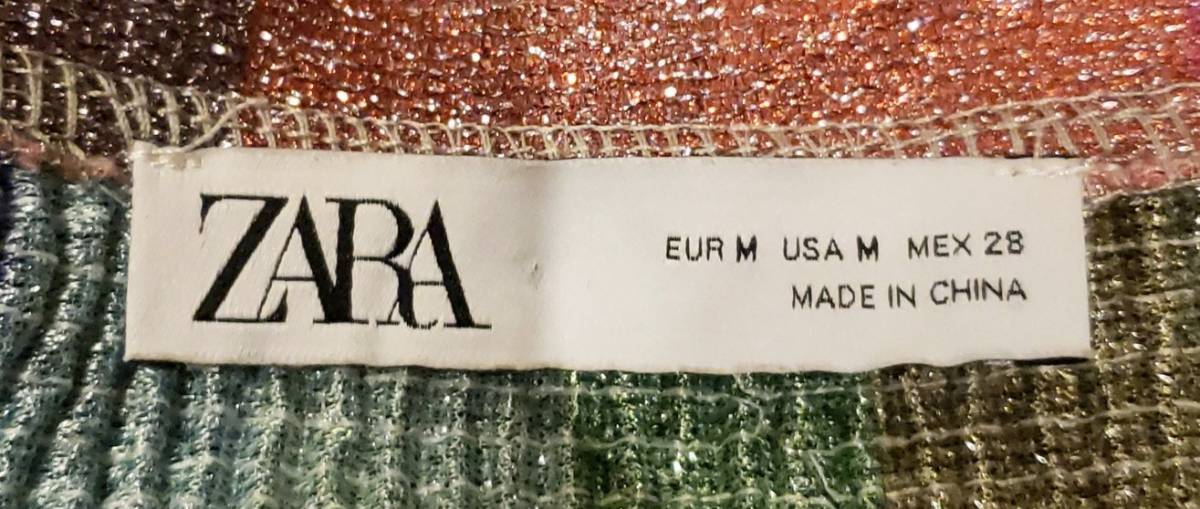 ZARA
EUR M USA M MEX 28
MADE IN CHINA